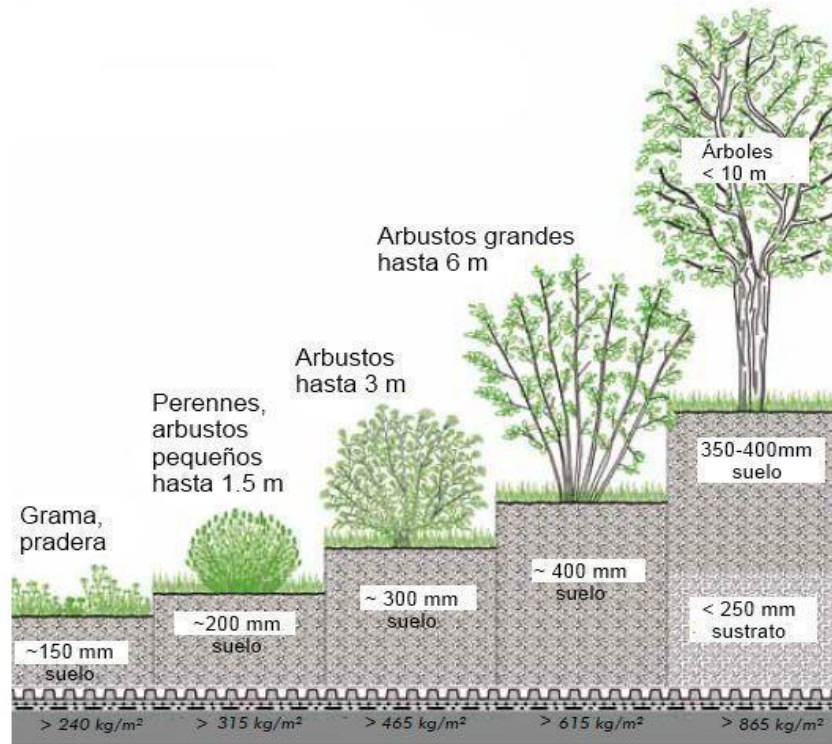 Árboles
< 10 m
Arbustos grandes
hasta 6 m
Arbustos
hasta 3 m
Perennes,
arbustos
pequeños
hasta 1.5 m
Grama,
pradera
~150 mm
suelo
~200 mm
suelo
~ 300 mm
suelo
~ 400 mm
suelo
350-400mm
suelo
< 250 mm
sustrato
> 240 kg/m²
> 315 kg/m²
> 465 kg/m²
> 615 kg/m²
> 865 kg/m²